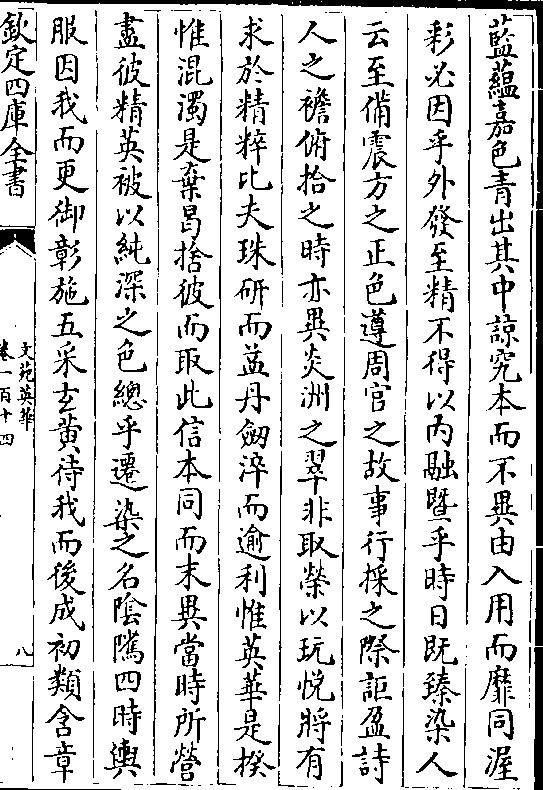 藍蘊嘉色青出其中諒究本而不異由入用而靡同渥
彩必因乎外發至精不得以內融暨乎時日既臻染人
云至備震方之正色遵周官之故事行採之際詎盈詩
人之襜俯拾之時亦異炎洲之翠非取榮以玩悅將有
求於精粹比夫珠研而益丹劒淬而逾利惟英華是揆
惟混濁是棄曷捨彼而取此信本同而末異當時所營
盡彼精英被以純深之色總乎遷染之名陰隲四時輿
服因我而更御彰施五采玄黃待我而後成初類含章
欽定四庫全書
文苑英華
卷一百十四
八